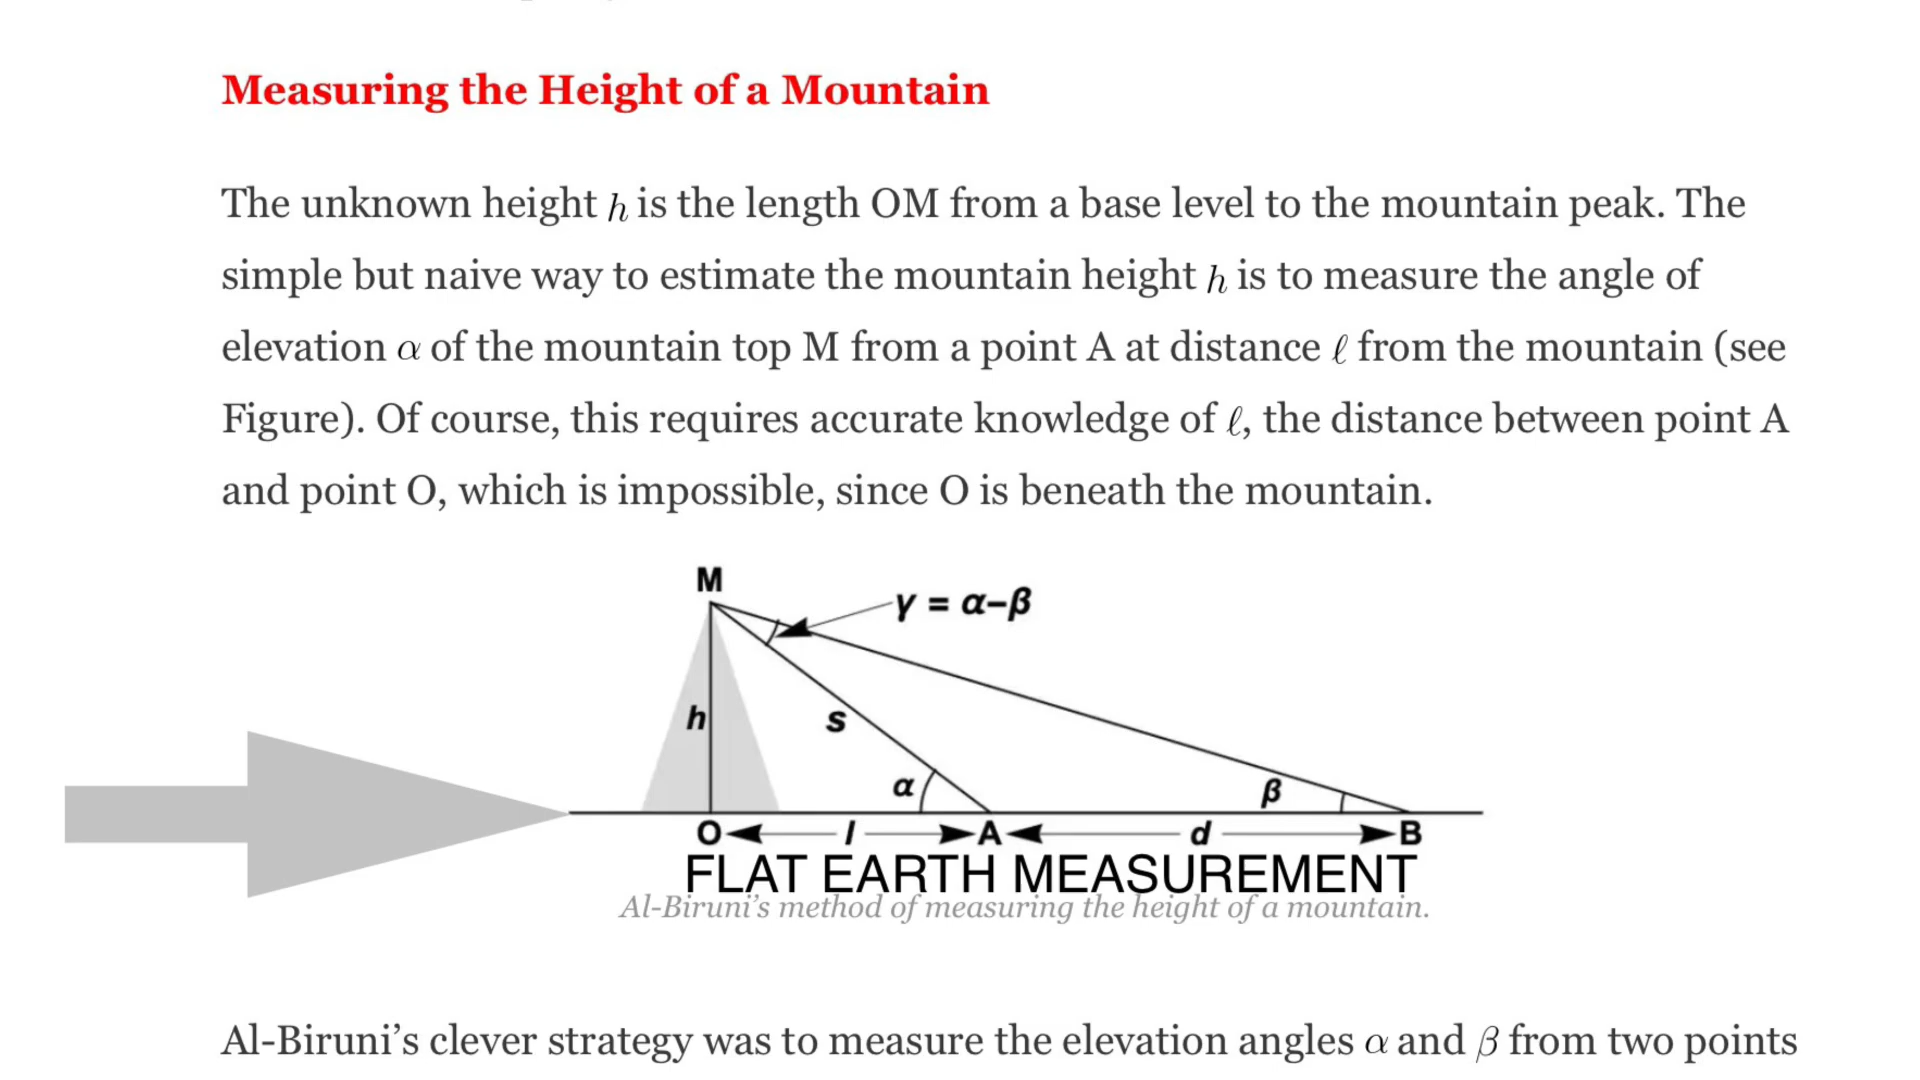 Measuring the Height of a Mountain
The unknown height h is the length OM from a base level to the mountain peak. The
simple but naive way to estimate the mountain height h is to measure the angle of
elevation α of the mountain top M from a point A at distance ℓ from the mountain (see
Figure). Of course, this requires accurate knowledge of ℓ, the distance between point A
and point O, which is impossible, since O is beneath the mountain.
M
γ = α–β
h
s
α
β
O l A d B
FLAT EARTH MEASUREMENT
Al-Biruni’s method of measuring the height of a mountain.
Al-Biruni’s clever strategy was to measure the elevation angles α and β from two points